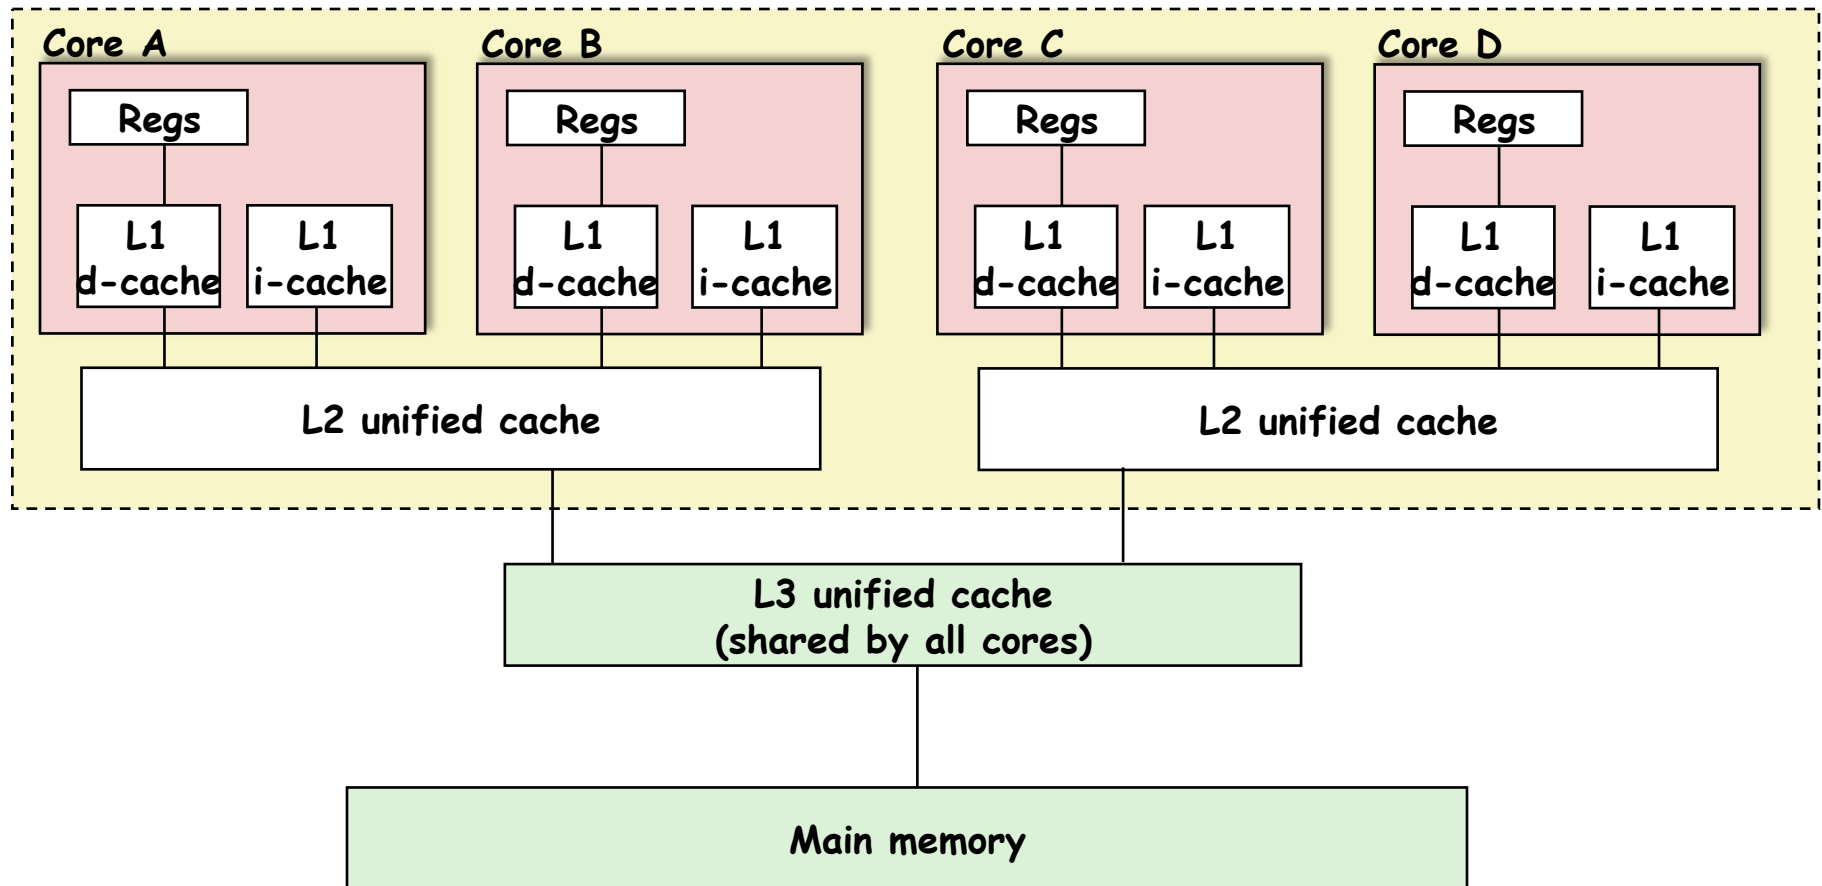 Core A
Core B
Core C
Core D
Regs
Regs
Regs
Regs
L1
d-cache
L1
i-cache
L1
d-cache
L1
i-cache
L1
d-cache
L1
i-cache
L1
d-cache
L1
i-cache
L2 unified cache
L2 unified cache
L3 unified cache
(shared by all cores)
Main memory